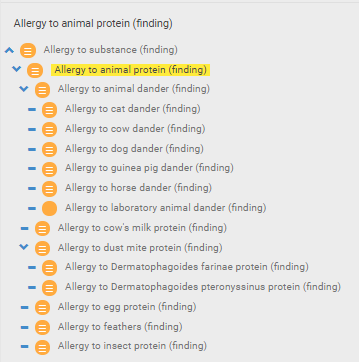 Allergy to animal protein (finding)
Allergy to substance (finding)
Allergy to animal protein (finding)
Allergy to animal dander (finding)
Allergy to cat dander (finding)
Allergy to cow dander (finding)
Allergy to dog dander (finding)
Allergy to guinea pig dander (finding)
Allergy to horse dander (finding)
Allergy to laboratory animal dander (finding)
Allergy to cow's milk protein (finding)
Allergy to dust mite protein (finding)
Allergy to Dermatophagoides farinae protein (finding)
Allergy to Dermatophagoides pteronyssinus protein (finding)
Allergy to egg protein (finding)
Allergy to feathers (finding)
Allergy to insect protein (finding)